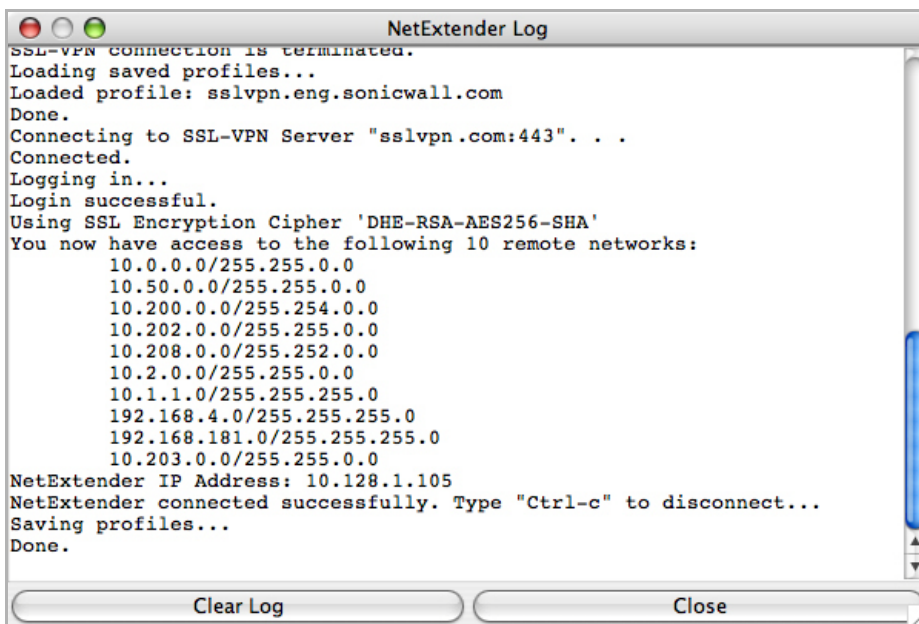 NetExtender Log
SSL-VPN connection is terminated.
Loading saved profiles...
Loaded profile: sslvpn.eng.sonicwall.com
Done.
Connecting to SSL-VPN Server "sslvpn.com:443". . .
Connected.
Logging in...
Login successful.
Using SSL Encryption Cipher 'DHE-RSA-AES256-SHA'
You now have access to the following 10 remote networks:
10.0.0.0/255.255.0.0
10.50.0.0/255.255.0.0
10.200.0.0/255.254.0.0
10.202.0.0/255.255.0.0
10.208.0.0/255.252.0.0
10.2.0.0/255.255.0.0
10.1.1.0/255.255.255.0
192.168.4.0/255.255.255.0
192.168.181.0/255.255.255.0
10.203.0.0/255.255.0.0
NetExtender IP Address: 10.128.1.105
NetExtender connected successfully. Type "Ctrl-c" to disconnect...
Saving profiles...
Done.
Clear Log
Close